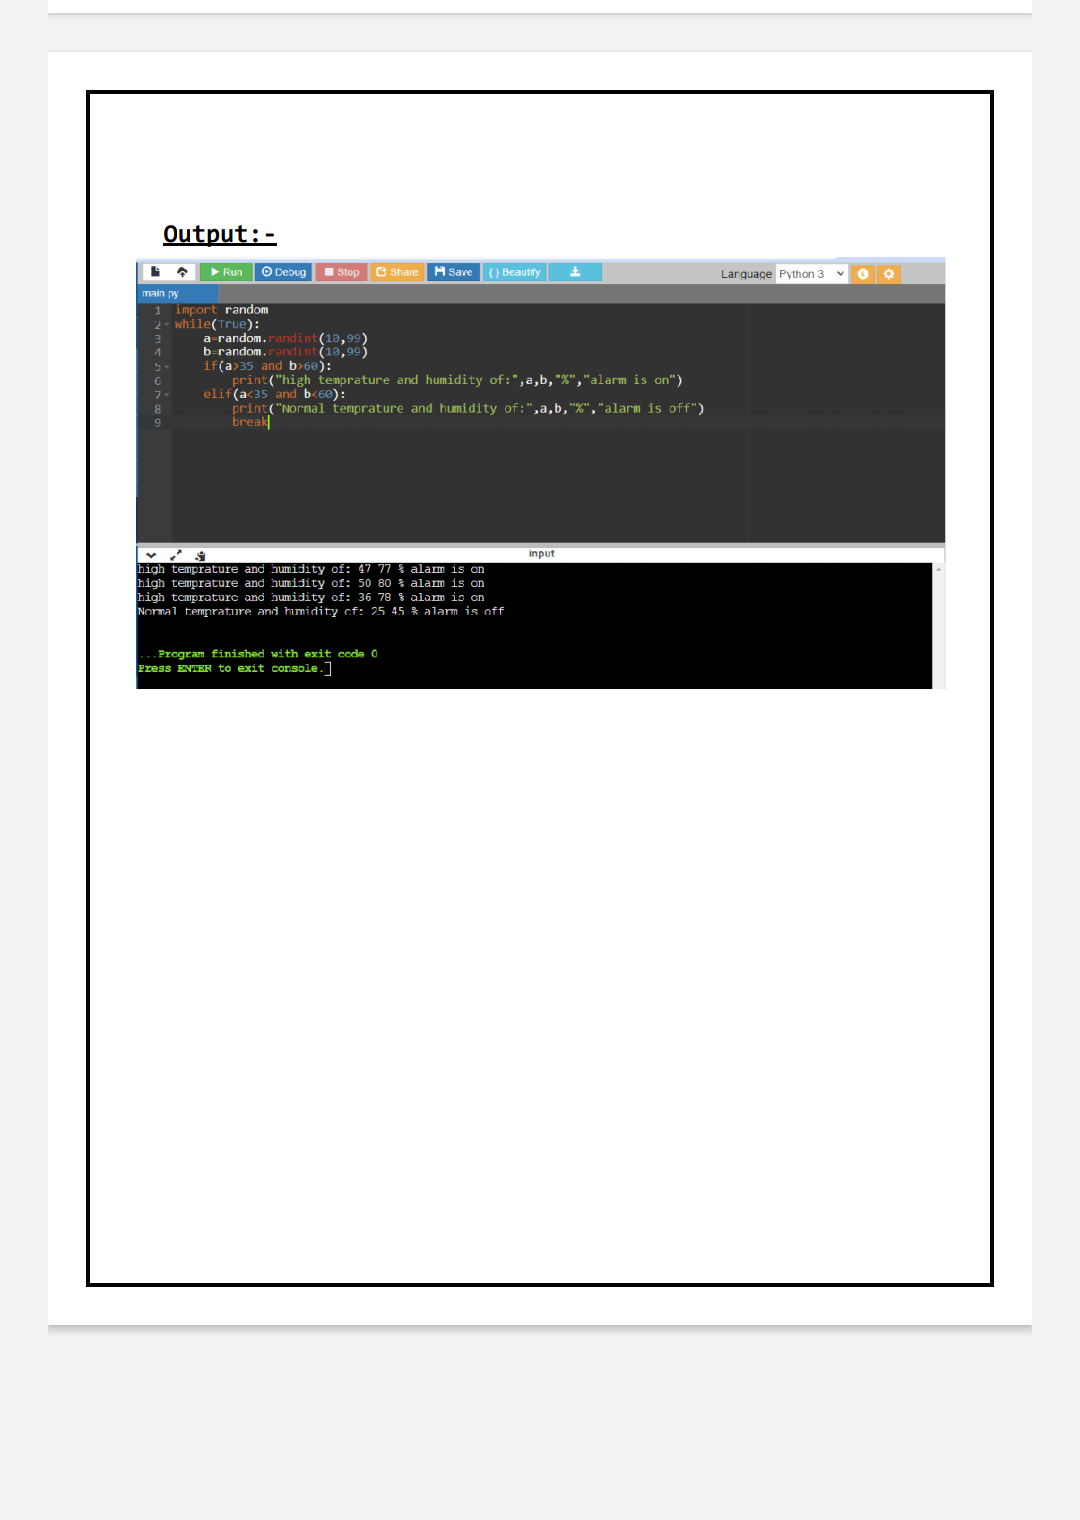 Output:-
Run Debug Stop Share Save { } Beautify Language Python 3
main.py
1 import random
2 while(True):
3     a=random.randint(10,99)
4     b=random.randint(10,99)
5     if(a>35 and b>60):
6         print("high temprature and humidity of:",a,b,"%","alarm is on")
7     elif(a<35 and b<60):
8         print("Normal temprature and humidity of:",a,b,"%","alarm is off")
9         break
input
high temprature and humidity of: 47 77 % alarm is on
high temprature and humidity of: 50 80 % alarm is on
high temprature and humidity of: 36 78 % alarm is on
Normal temprature and humidity of: 25 45 % alarm is off
...Program finished with exit code 0
Press ENTER to exit console.